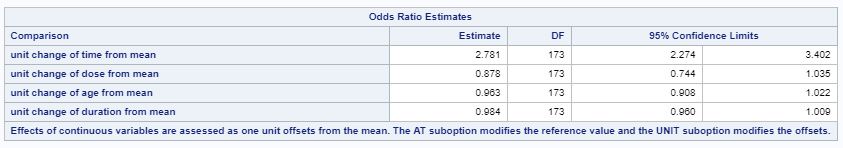 Odds Ratio Estimates
Comparison Estimate DF 95% Confidence Limits
unit change of time from mean 2.781 173 2.274 3.402
unit change of dose from mean 0.878 173 0.744 1.035
unit change of age from mean 0.963 173 0.908 1.022
unit change of duration from mean 0.984 173 0.960 1.009
Effects of continuous variables are assessed as one unit offsets from the mean. The AT suboption modifies the reference value and the UNIT suboption modifies the offsets.